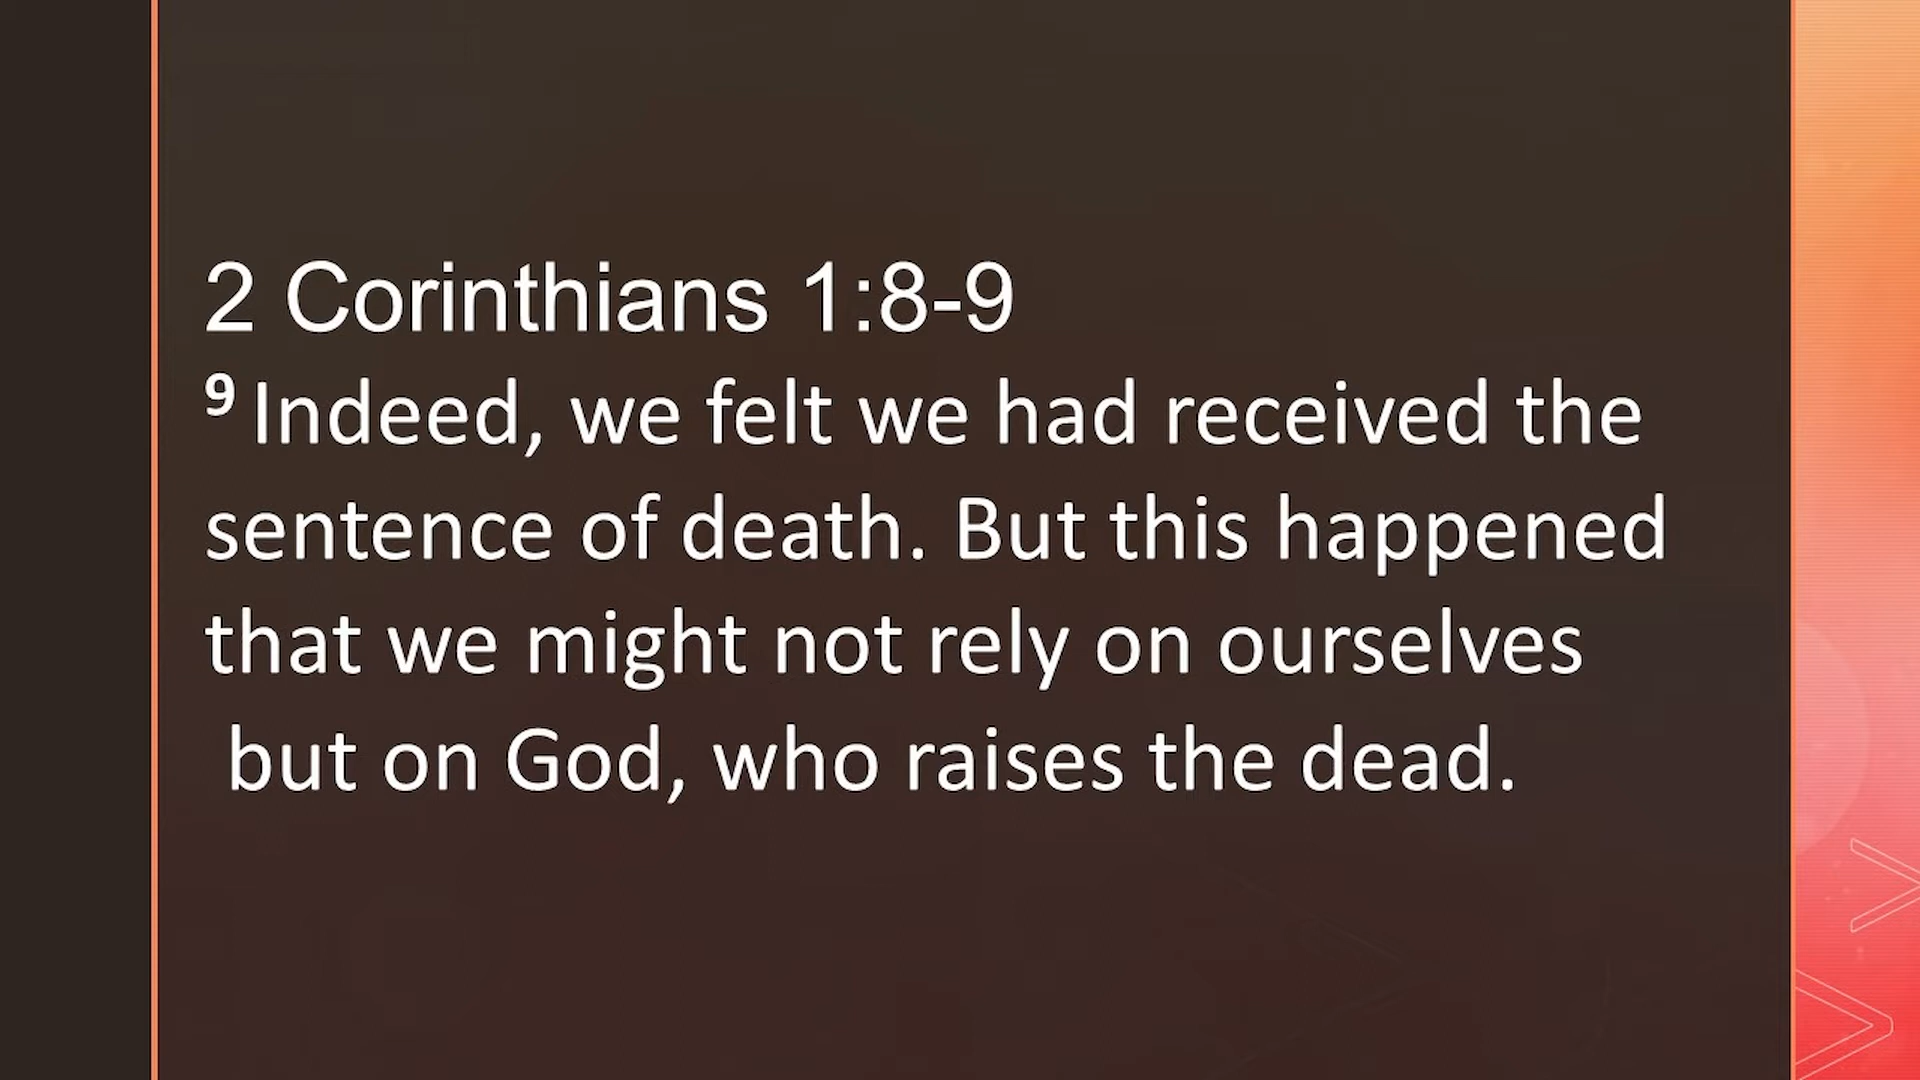 2 Corinthians 1:8-9
9 Indeed, we felt we had received the
sentence of death. But this happened
that we might not rely on ourselves
but on God, who raises the dead.